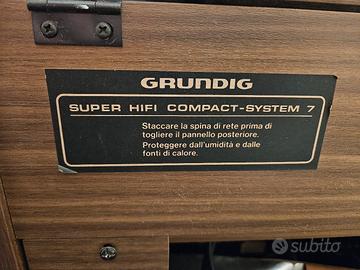 GRUNDIG
SUPER HIFI COMPACT-SYSTEM 7
Staccare la spina di rete prima di
togliere il pannello posteriore.
Proteggere dall'umidità e dalle
fonti di calore.
subito